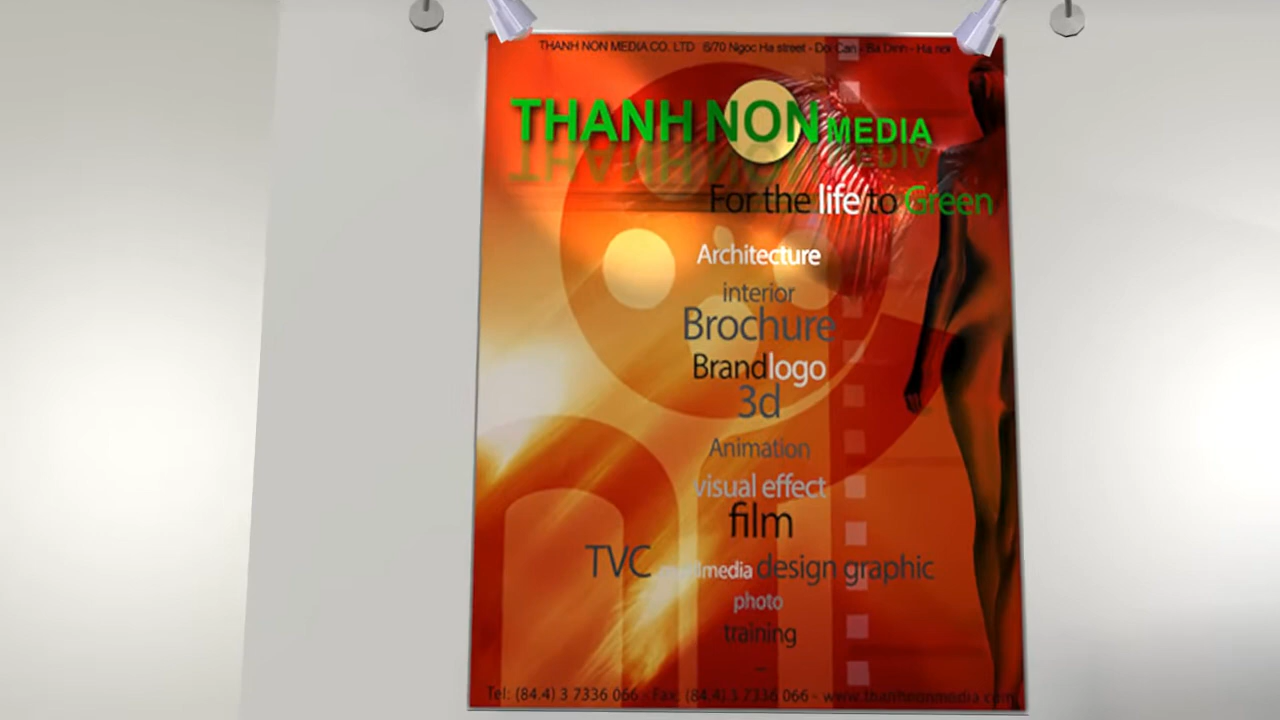 THANH NON MEDIA CO. LTD 6/70 Ngoc Ha street - Doi Can - Ba Dinh - Ha noi
THANH NON MEDIA
For the life to Green
Architecture
interior
Brochure
Brandlogo
3d
Animation
visual effect
film
TVC design graphic
photo
training
Tel: (84.4) 3 7336 066 - Fax: (84.4) 3 7336 066 - www.thanhnonmedia.com